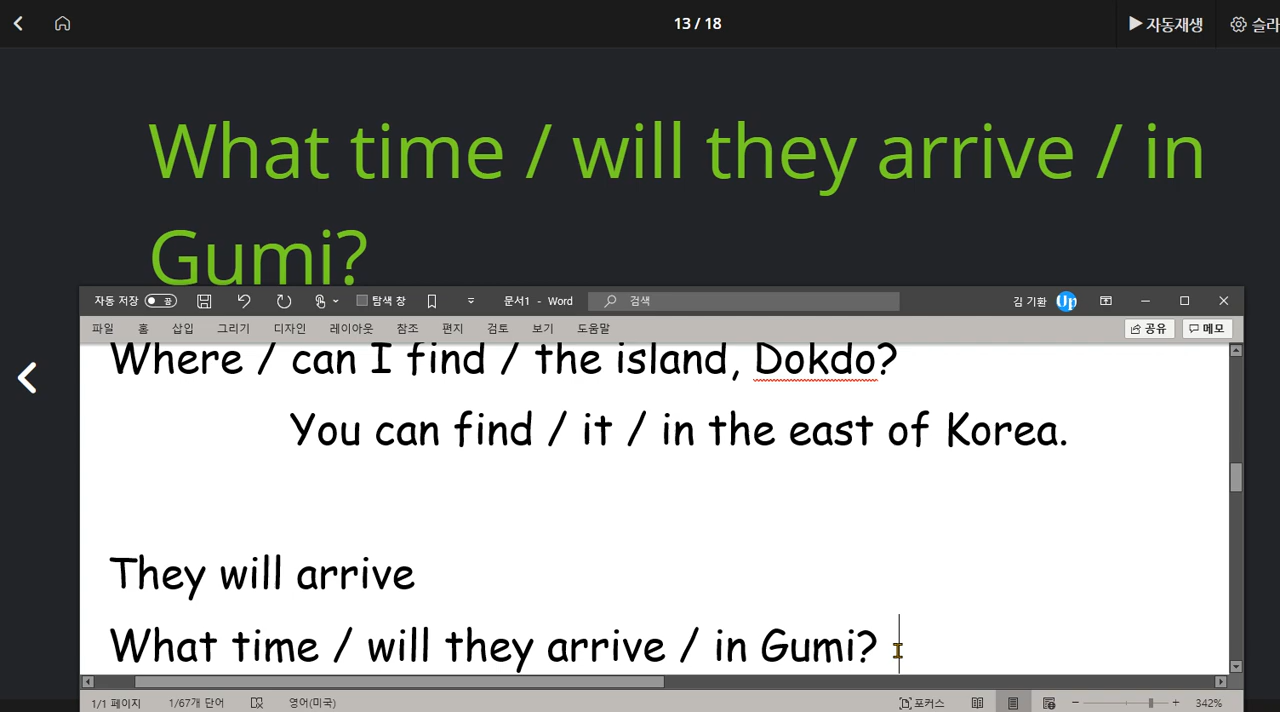 13 / 18
▶ 자동재생
슬라
What time / will they arrive / in
Gumi?
자동 저장 끔
탐색 창
문서1 - Word
검색
김 기환
Up
파일 홈 삽입 그리기 디자인 레이아웃 참조 편지 검토 보기 도움말
공유
메모
Where / can I find / the island, Dokdo?
You can find / it / in the east of Korea.
They will arrive
What time / will they arrive / in Gumi?
1/1 페이지 1/67개 단어 영어(미국)
포커스
342%